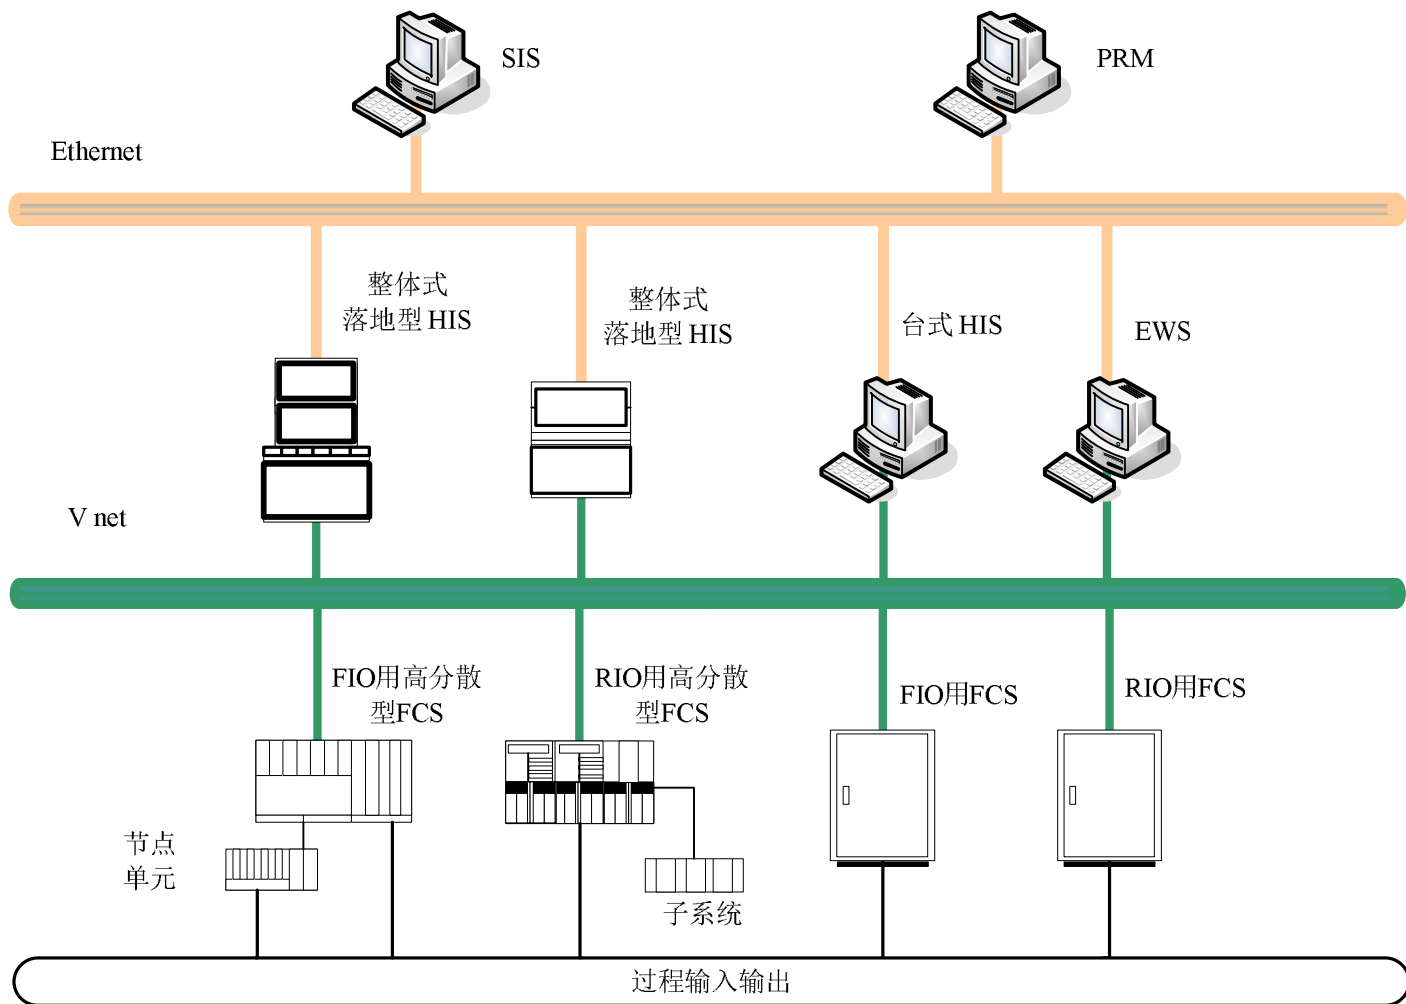 SIS
PRM
Ethernet
整体式
落地型 HIS
整体式
落地型 HIS
台式 HIS
EWS
V net
FIO用高分散
型FCS
RIO用高分散
型FCS
FIO用FCS
RIO用FCS
节点
单元
子系统
过程输入输出